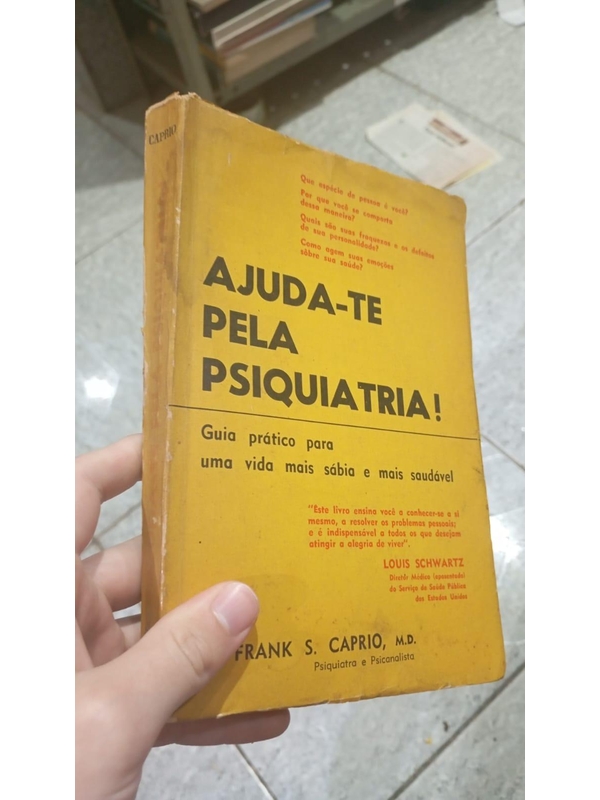 CAPRIO
Que espécie de pessoa é você?
Por que você se comporta
dessa maneira?
Quais são suas fraquezas e os defeitos
de sua personalidade?
Como agem suas emoções
sôbre sua saúde?
AJUDA-TE
PELA
PSIQUIATRIA!
Guia prático para
uma vida mais sábia e mais saudável
"Este livro ensina você a conhecer-se a si
mesmo, a resolver os problemas pessoais;
e é indispensável a todos os que desejam
atingir a alegria de viver".
LOUIS SCHWARTZ
Diretôr Médico (aposentado)
do Serviço de Saúde Pública
dos Estados Unidos
FRANK S. CAPRIO, M.D.
Psiquiatra e Psiconalista